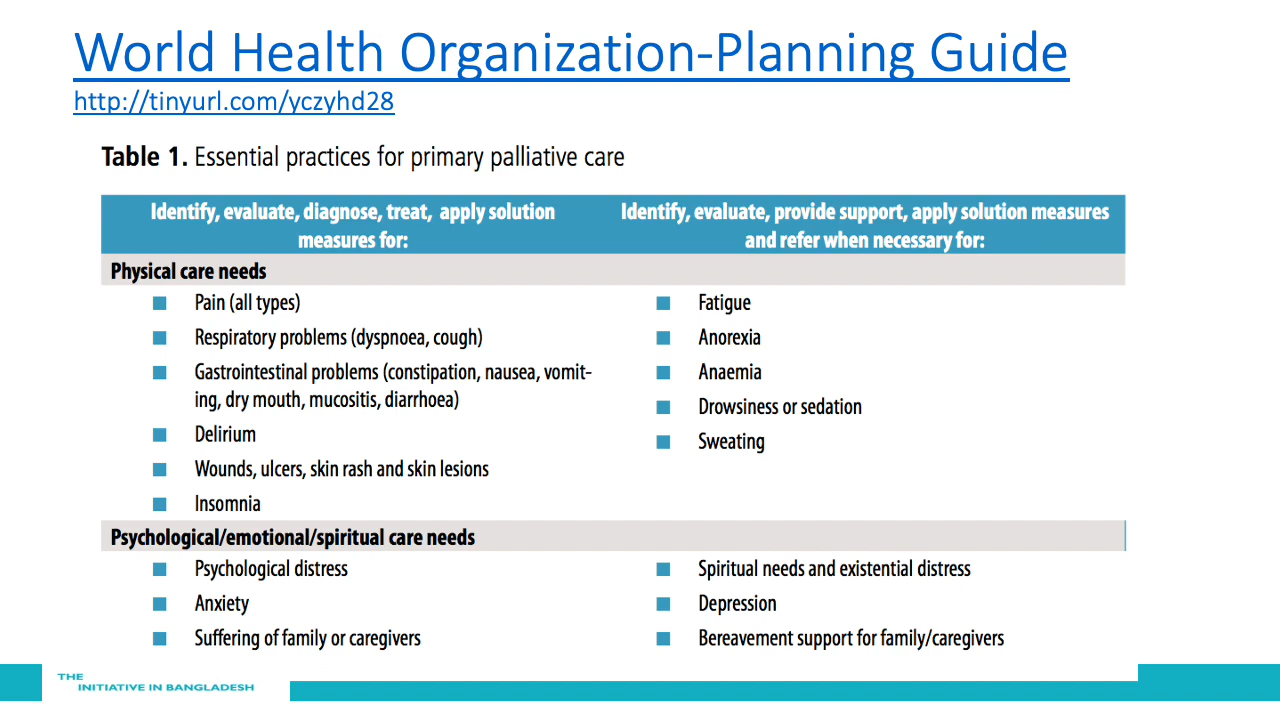 World Health Organization-Planning Guide
http://tinyurl.com/yczyhd28
Table 1. Essential practices for primary palliative care
Identify, evaluate, diagnose, treat, apply solution
measures for:
Identify, evaluate, provide support, apply solution measures
and refer when necessary for:
Physical care needs
Pain (all types)
Respiratory problems (dyspnoea, cough)
Gastrointestinal problems (constipation, nausea, vomit-
ing, dry mouth, mucositis, diarrhoea)
Delirium
Wounds, ulcers, skin rash and skin lesions
Insomnia
Fatigue
Anorexia
Anaemia
Drowsiness or sedation
Sweating
Psychological/emotional/spiritual care needs
Psychological distress
Anxiety
Suffering of family or caregivers
Spiritual needs and existential distress
Depression
Bereavement support for family/caregivers
THE
INITIATIVE IN BANGLADESH